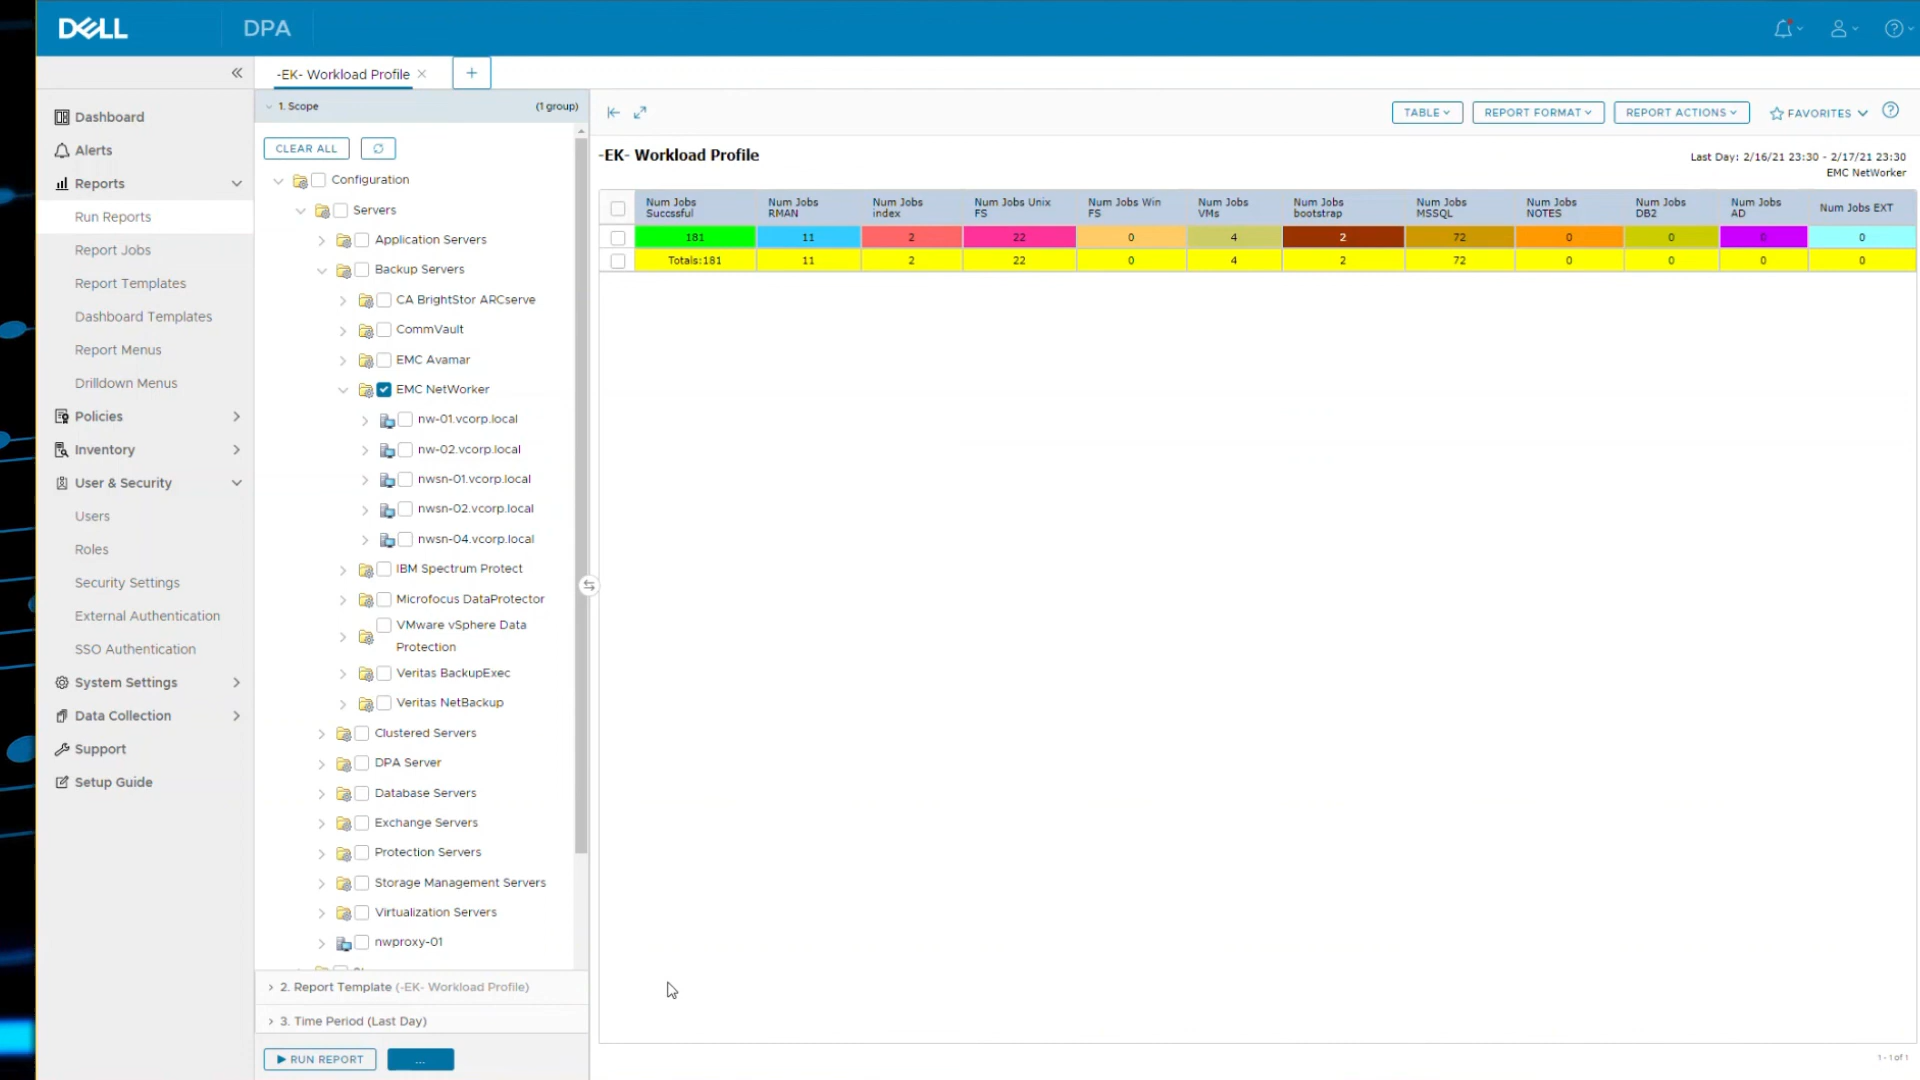 DELL
DPA
-EK- Workload Profile
Dashboard
Alerts
Reports
Run Reports
Report Jobs
Report Templates
Dashboard Templates
Report Menus
Drilldown Menus
Policies
Inventory
User & Security
Users
Roles
Security Settings
External Authentication
SSO Authentication
System Settings
Data Collection
Support
Setup Guide
1. Scope (1 group)
CLEAR ALL
Configuration
Servers
Application Servers
Backup Servers
CA BrightStor ARCserve
CommVault
EMC Avamar
EMC NetWorker
nw-01.vcorp.local
nw-02.vcorp.local
nwsn-01.vcorp.local
nwsn-02.vcorp.local
nwsn-04.vcorp.local
IBM Spectrum Protect
Microfocus DataProtector
VMware vSphere Data
Protection
Veritas BackupExec
Veritas NetBackup
Clustered Servers
DPA Server
Database Servers
Exchange Servers
Protection Servers
Storage Management Servers
Virtualization Servers
nwproxy-01
2. Report Template (-EK- Workload Profile)
3. Time Period (Last Day)
RUN REPORT ...
TABLE REPORT FORMAT REPORT ACTIONS FAVORITES
-EK- Workload Profile
Last Day: 2/16/21 23:30 - 2/17/21 23:30
EMC NetWorker
Num Jobs Succssful Num Jobs RMAN Num Jobs index Num Jobs Unix FS Num Jobs Win FS Num Jobs VMs Num Jobs bootstrap Num Jobs MSSQL Num Jobs NOTES Num Jobs DB2 Num Jobs AD Num Jobs EXT
181 11 2 22 0 4 2 72 0 0 0 0
Totals:181 11 2 22 0 4 2 72 0 0 0 0
1 - 1 of 1